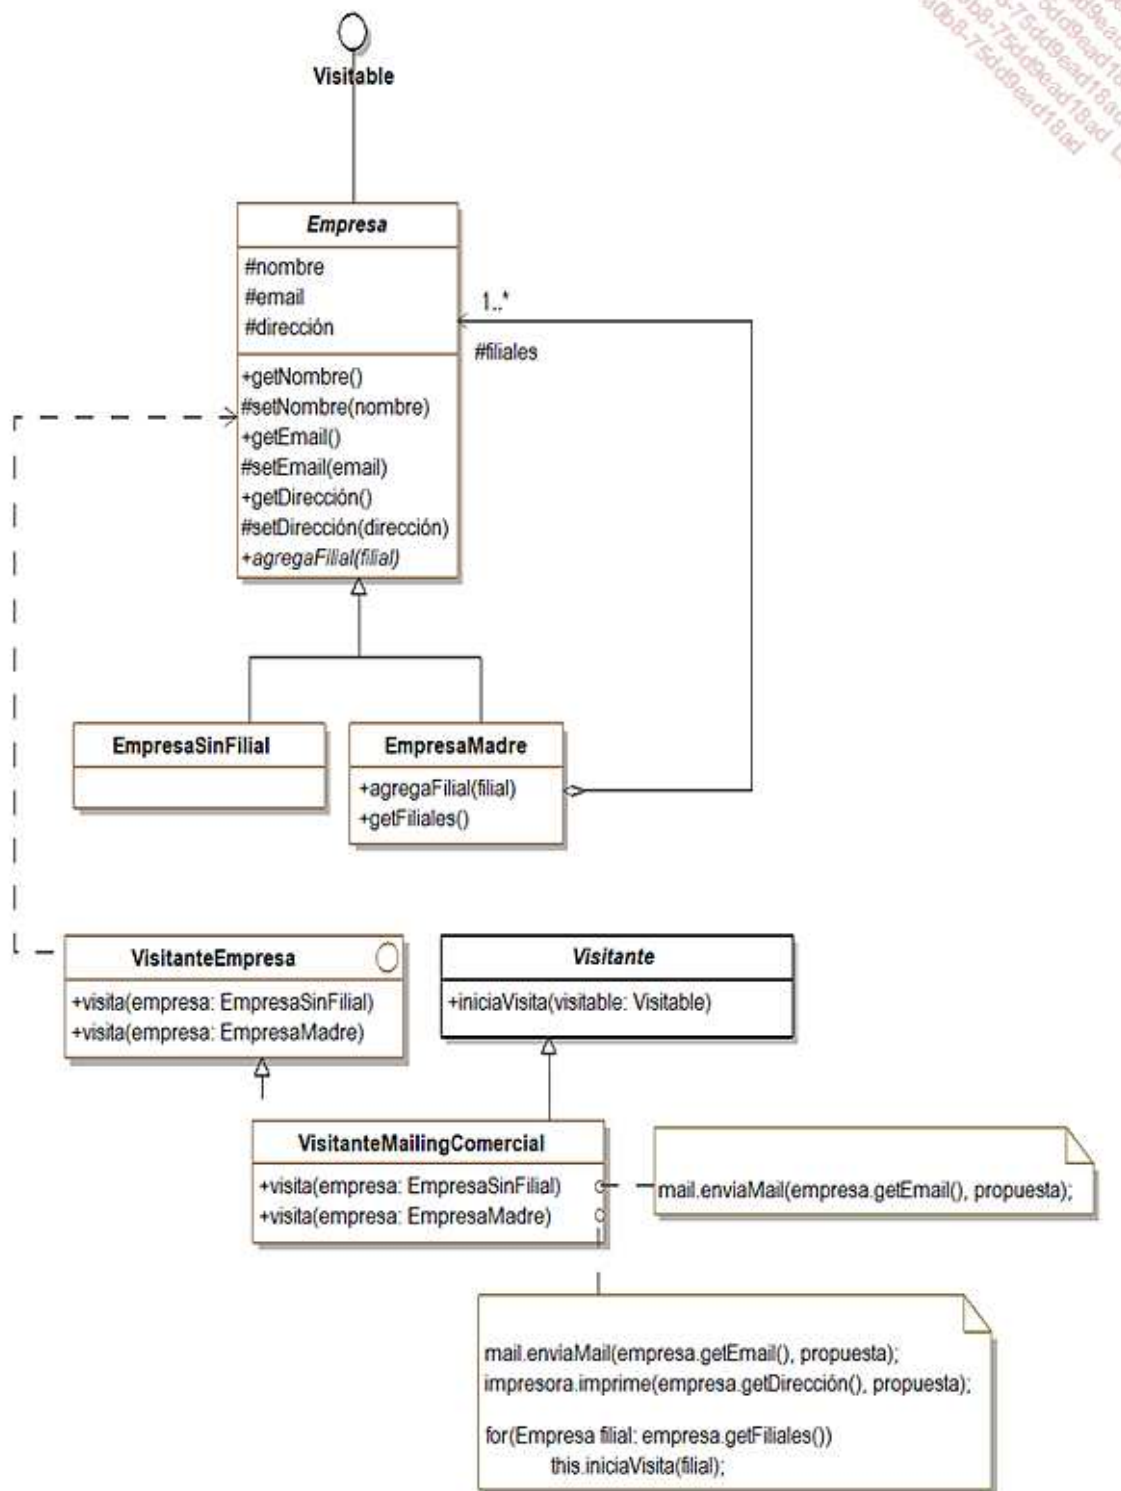 Visitable
Empresa
#nombre
#email
#dirección
1..*
#filiales
+getNombre()
#setNombre(nombre)
+getEmail()
#setEmail(email)
+getDirección()
#setDirección(dirección)
+agregaFilial(filial)
EmpresaSinFilial
EmpresaMadre
+agregaFilial(filial)
+getFiliales()
VisitanteEmpresa
+visita(empresa: EmpresaSinFilial)
+visita(empresa: EmpresaMadre)
Visitante
+iniciaVisita(visitable: Visitable)
VisitanteMailingComercial
+visita(empresa: EmpresaSinFilial)
+visita(empresa: EmpresaMadre)
mail.enviaMail(empresa.getEmail(), propuesta);
mail.enviaMail(empresa.getEmail(), propuesta);
impresora.imprime(empresa.getDirección(), propuesta);
for(Empresa filial: empresa.getFiliales())
this.iniciaVisita(filial);